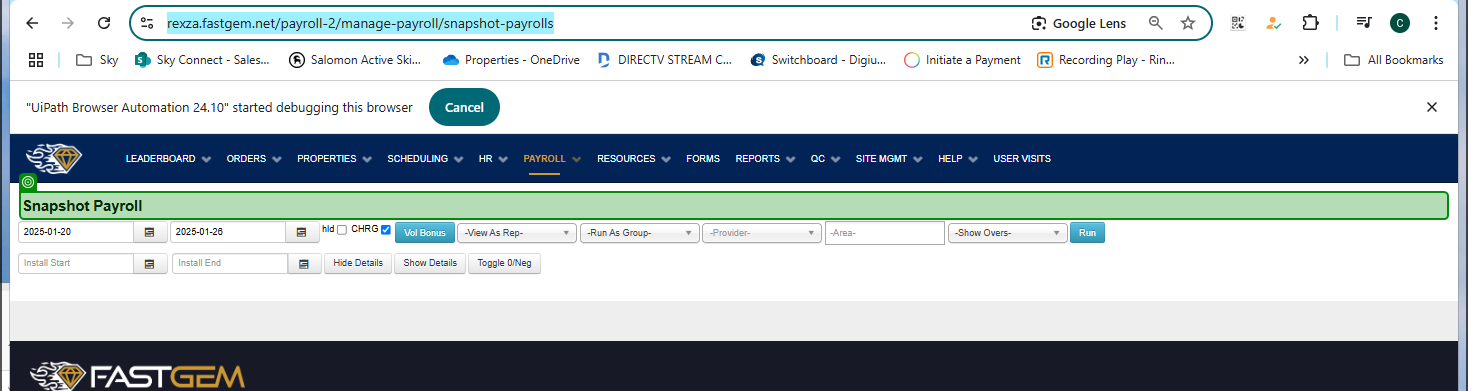 rexza.fastgem.net/payroll-2/manage-payroll/snapshot-payrolls Google Lens C
Sky Sky Connect - Sales... Salomon Active Ski... Properties - OneDrive DIRECTV STREAM C... Switchboard - Digiu... Initiate a Payment Recording Play - Rin... » All Bookmarks
"UiPath Browser Automation 24.10" started debugging this browser Cancel
LEADERBOARD ORDERS PROPERTIES SCHEDULING HR PAYROLL RESOURCES FORMS REPORTS QC SITE MGMT HELP USER VISITS
Snapshot Payroll
2025-01-20 2025-01-26 hld CHRG Vol Bonus -View As Rep- -Run As Group- -Provider- -Area- -Show Overs- Run
Install Start Install End Hide Details Show Details Toggle 0/Neg
FASTGEM